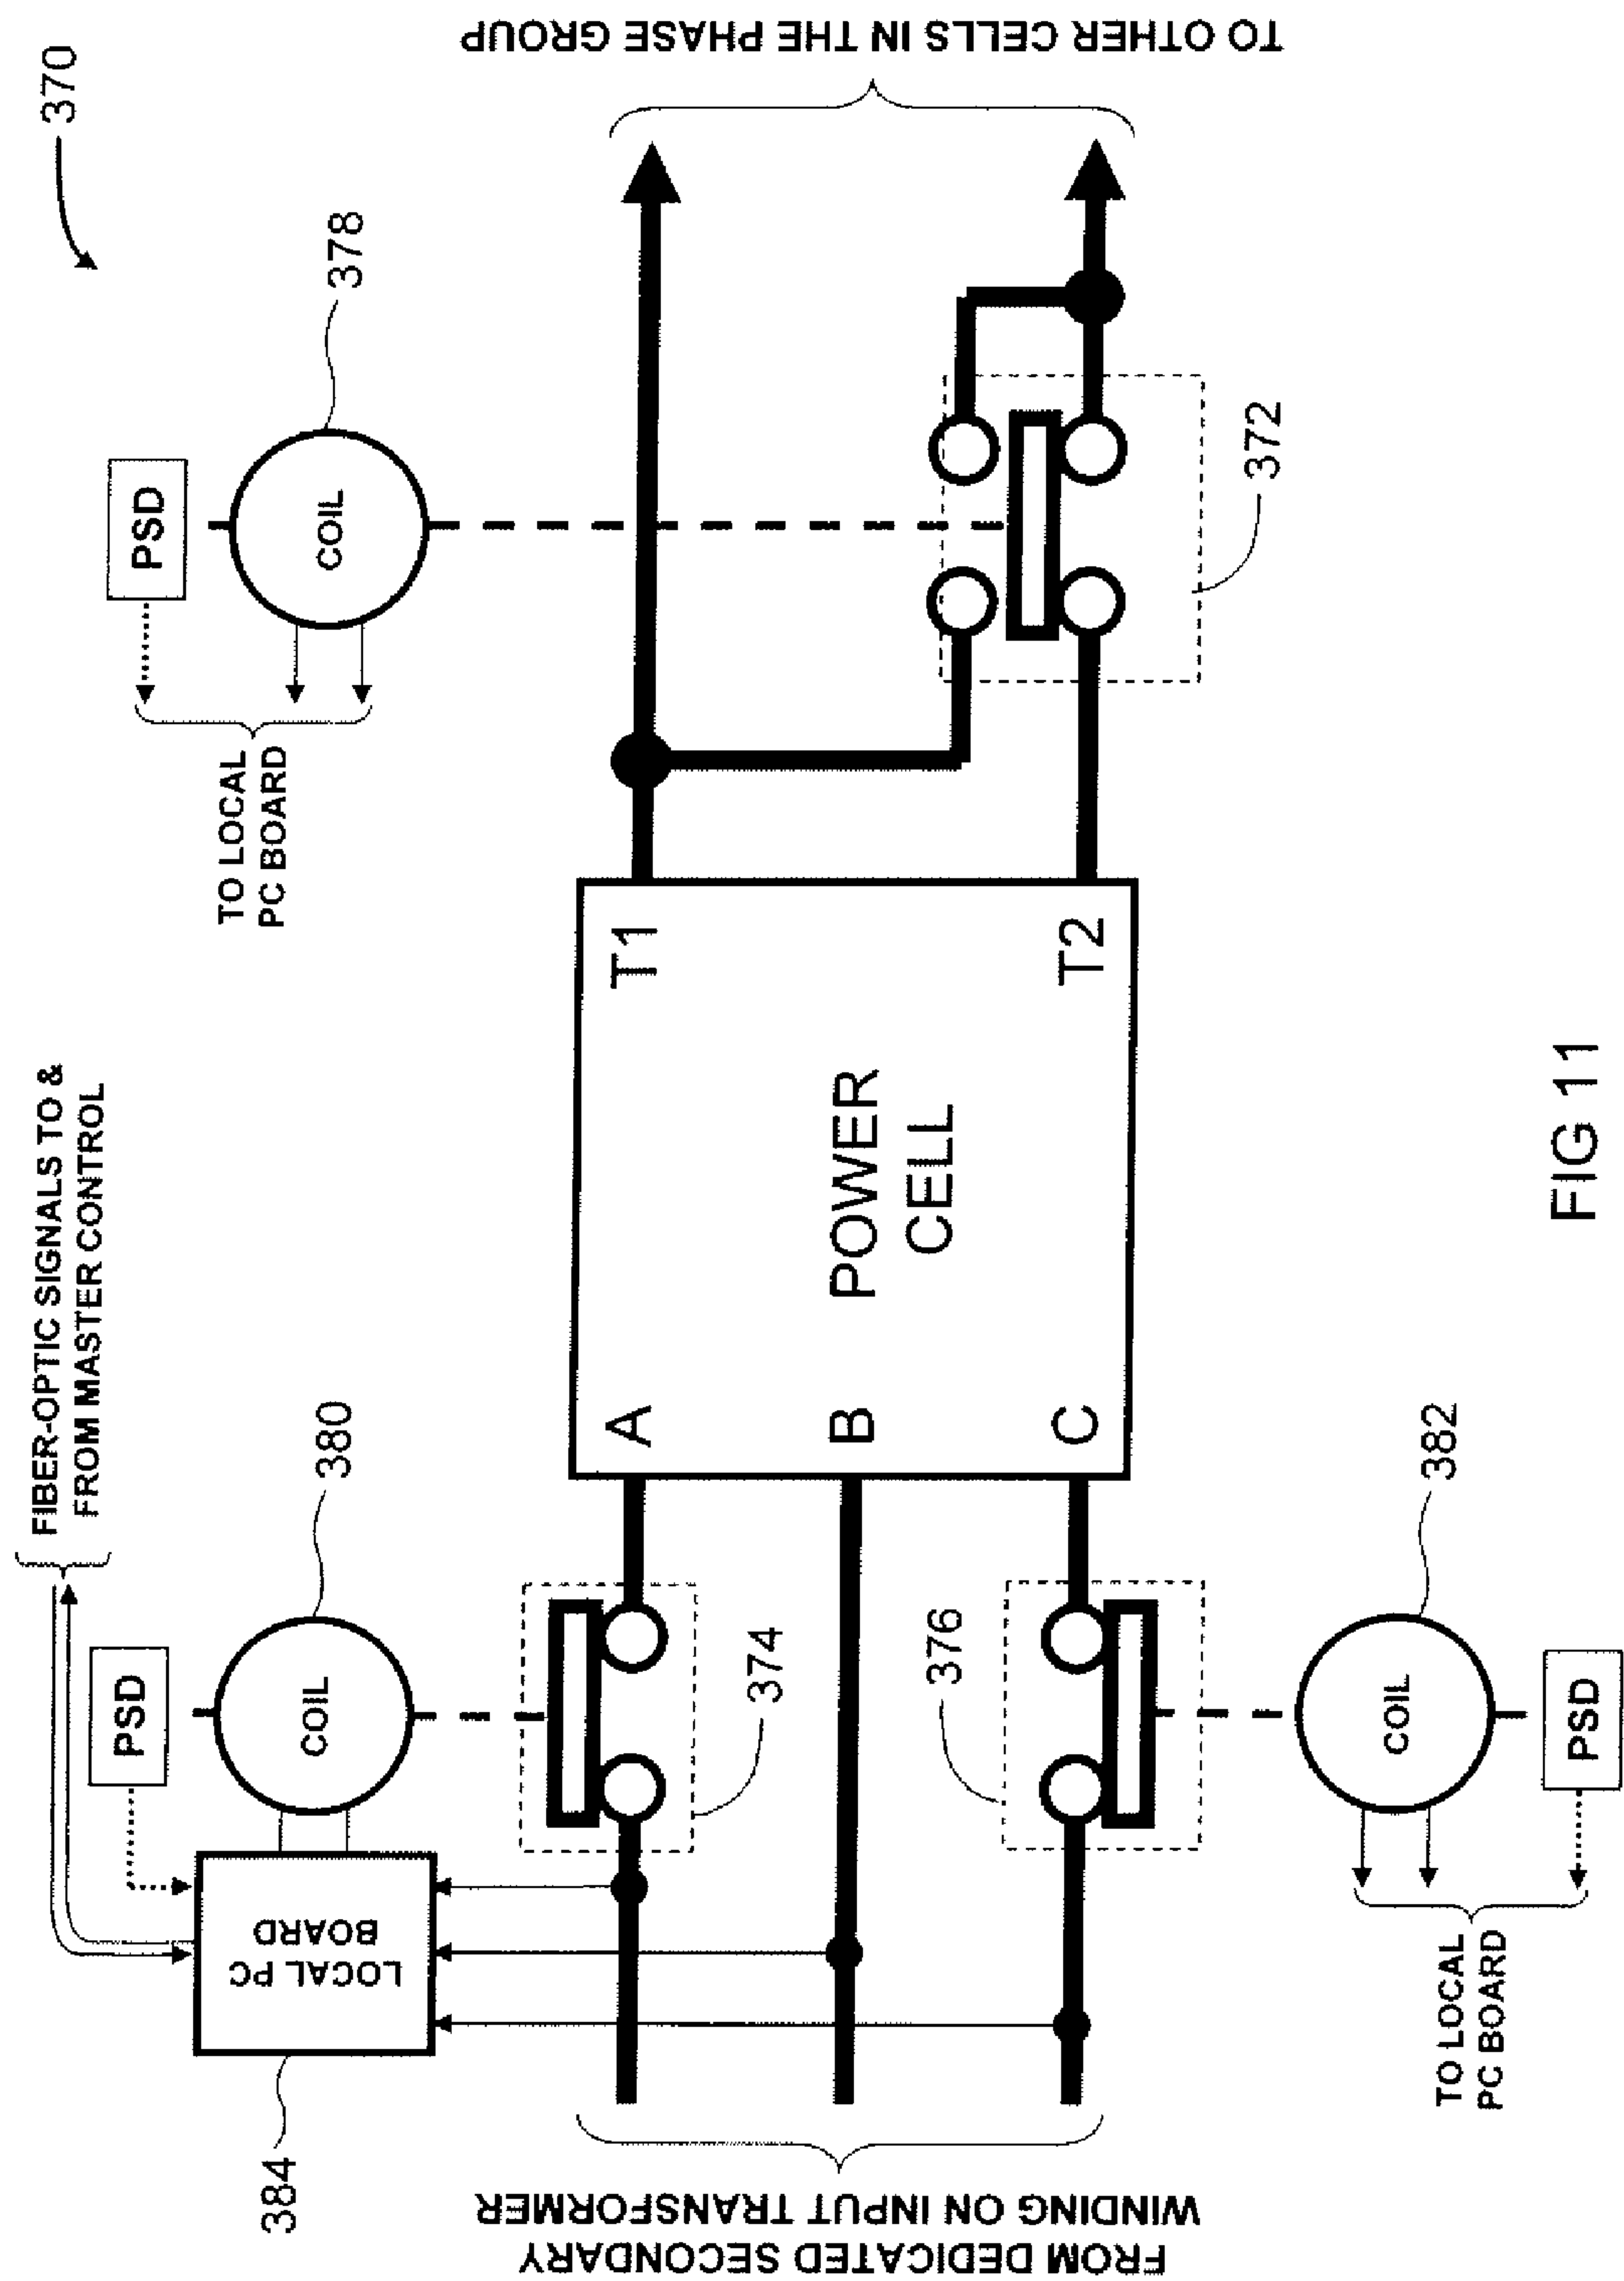 370
FIBER-OPTIC SIGNALS TO &
FROM MASTER CONTROL
PSD
COIL
380
LOCAL PC
BOARD
384
PSD
COIL
378
TO LOCAL
PC BOARD
FROM DEDICATED SECONDARY
WINDING ON INPUT TRANSFORMER
374
376
A
B
C
POWER
CELL
T1
T2
372
TO OTHER CELLS IN THE PHASE GROUP
COIL
382
PSD
TO LOCAL
PC BOARD
FIG 11